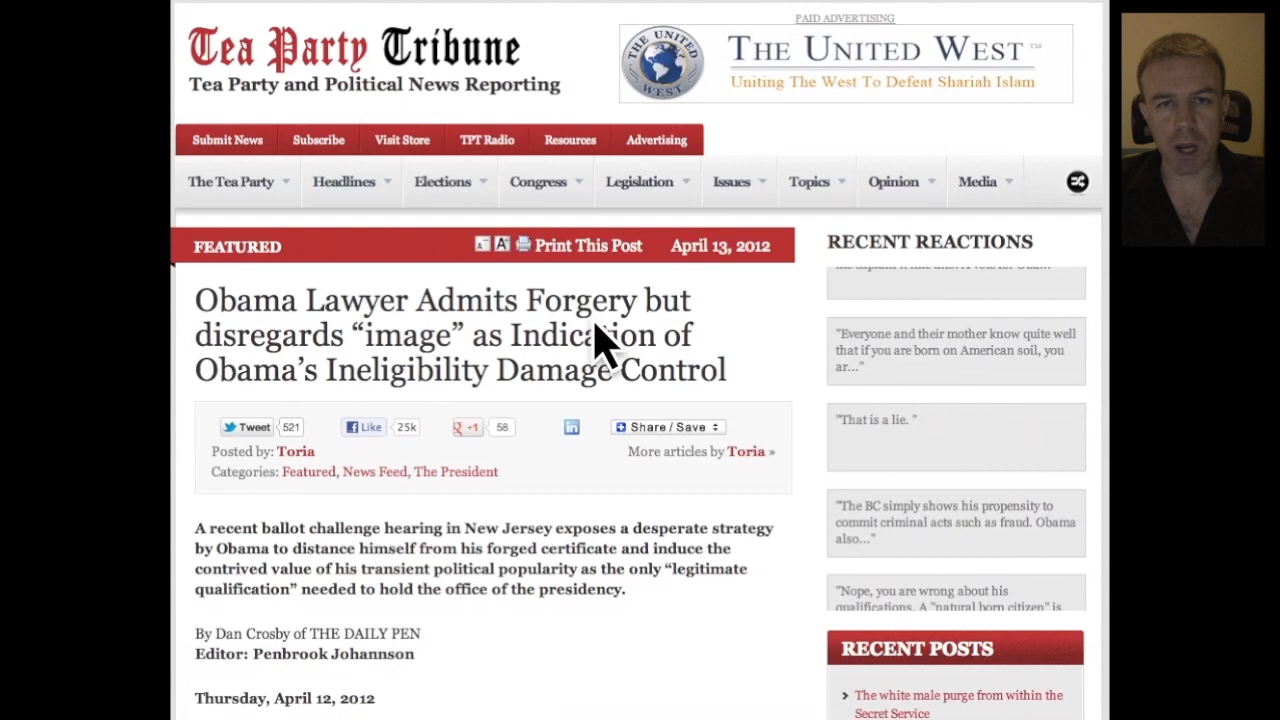 PAID ADVERTISING
Tea Party Tribune
Tea Party and Political News Reporting
THE UNITED WEST
THE UNITED WEST™
Uniting The West To Defeat Shariah Islam
Submit News Subscribe Visit Store TPT Radio Resources Advertising
The Tea Party Headlines Elections Congress Legislation Issues Topics Opinion Media
FEATURED A A Print This Post April 13, 2012
Obama Lawyer Admits Forgery but
disregards “image” as Indication of
Obama’s Ineligibility Damage Control
Tweet 521 Like 25k +1 58 in Share / Save
Posted by: Toria More articles by Toria »
Categories: Featured, News Feed, The President
A recent ballot challenge hearing in New Jersey exposes a desperate strategy
by Obama to distance himself from his forged certificate and induce the
contrived value of his transient political popularity as the only “legitimate
qualification” needed to hold the office of the presidency.
By Dan Crosby of THE DAILY PEN
Editor: Penbrook Johannson
Thursday, April 12, 2012
RECENT REACTIONS
"Everyone and their mother know quite well
that if you are born on American soil, you
ar..."
"That is a lie. "
"The BC simply shows his propensity to
commit criminal acts such as fraud. Obama
also..."
"Nope, you are wrong about his
qualifications. A "natural born citizen" is
RECENT POSTS
The white male purge from within the
Secret Service